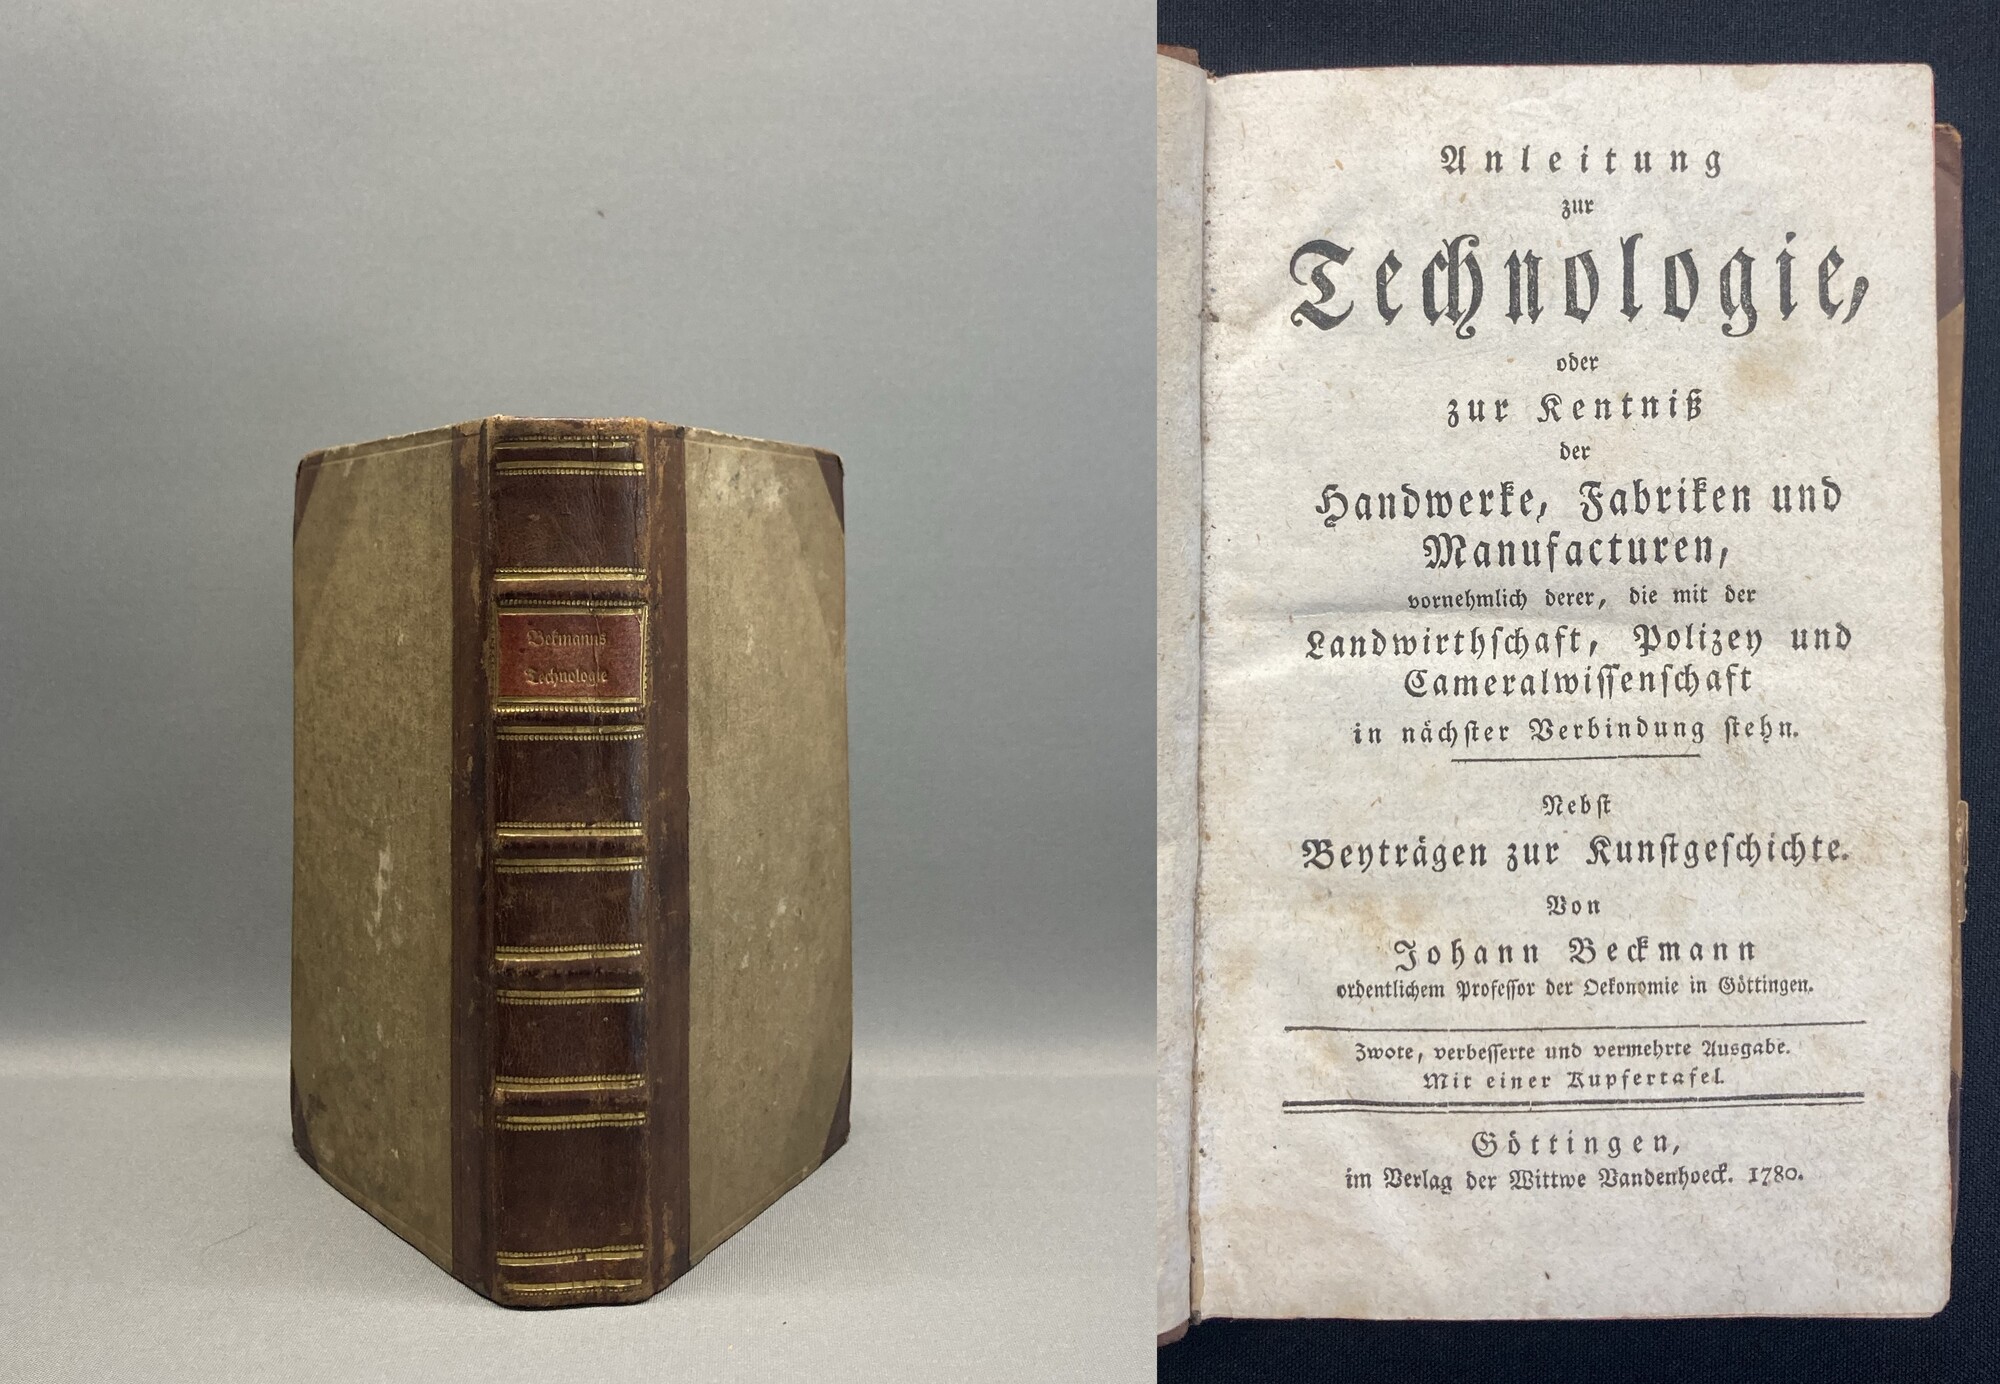 Bekmanns
Technologie
Anleitung
zur
Technologie,
oder
zur Kentniß
der
Handwerke, Fabriken und
Manufacturen,
vornehmlich derer, die mit der
Landwirthſchaft, Polizey und
Cameralwiſſenſchaft
in nächſter Verbindung ſtehn.
Nebſt
Beyträgen zur Kunſtgeſchichte.
Von
Johann Beckmann
ordentlichem Profeſſor der Oekonomie in Göttingen.
Zwote, verbeſſerte und vermehrte Ausgabe.
Mit einer Kupfertafel.
Göttingen,
im Verlag der Wittwe Vandenhoeck. 1780.